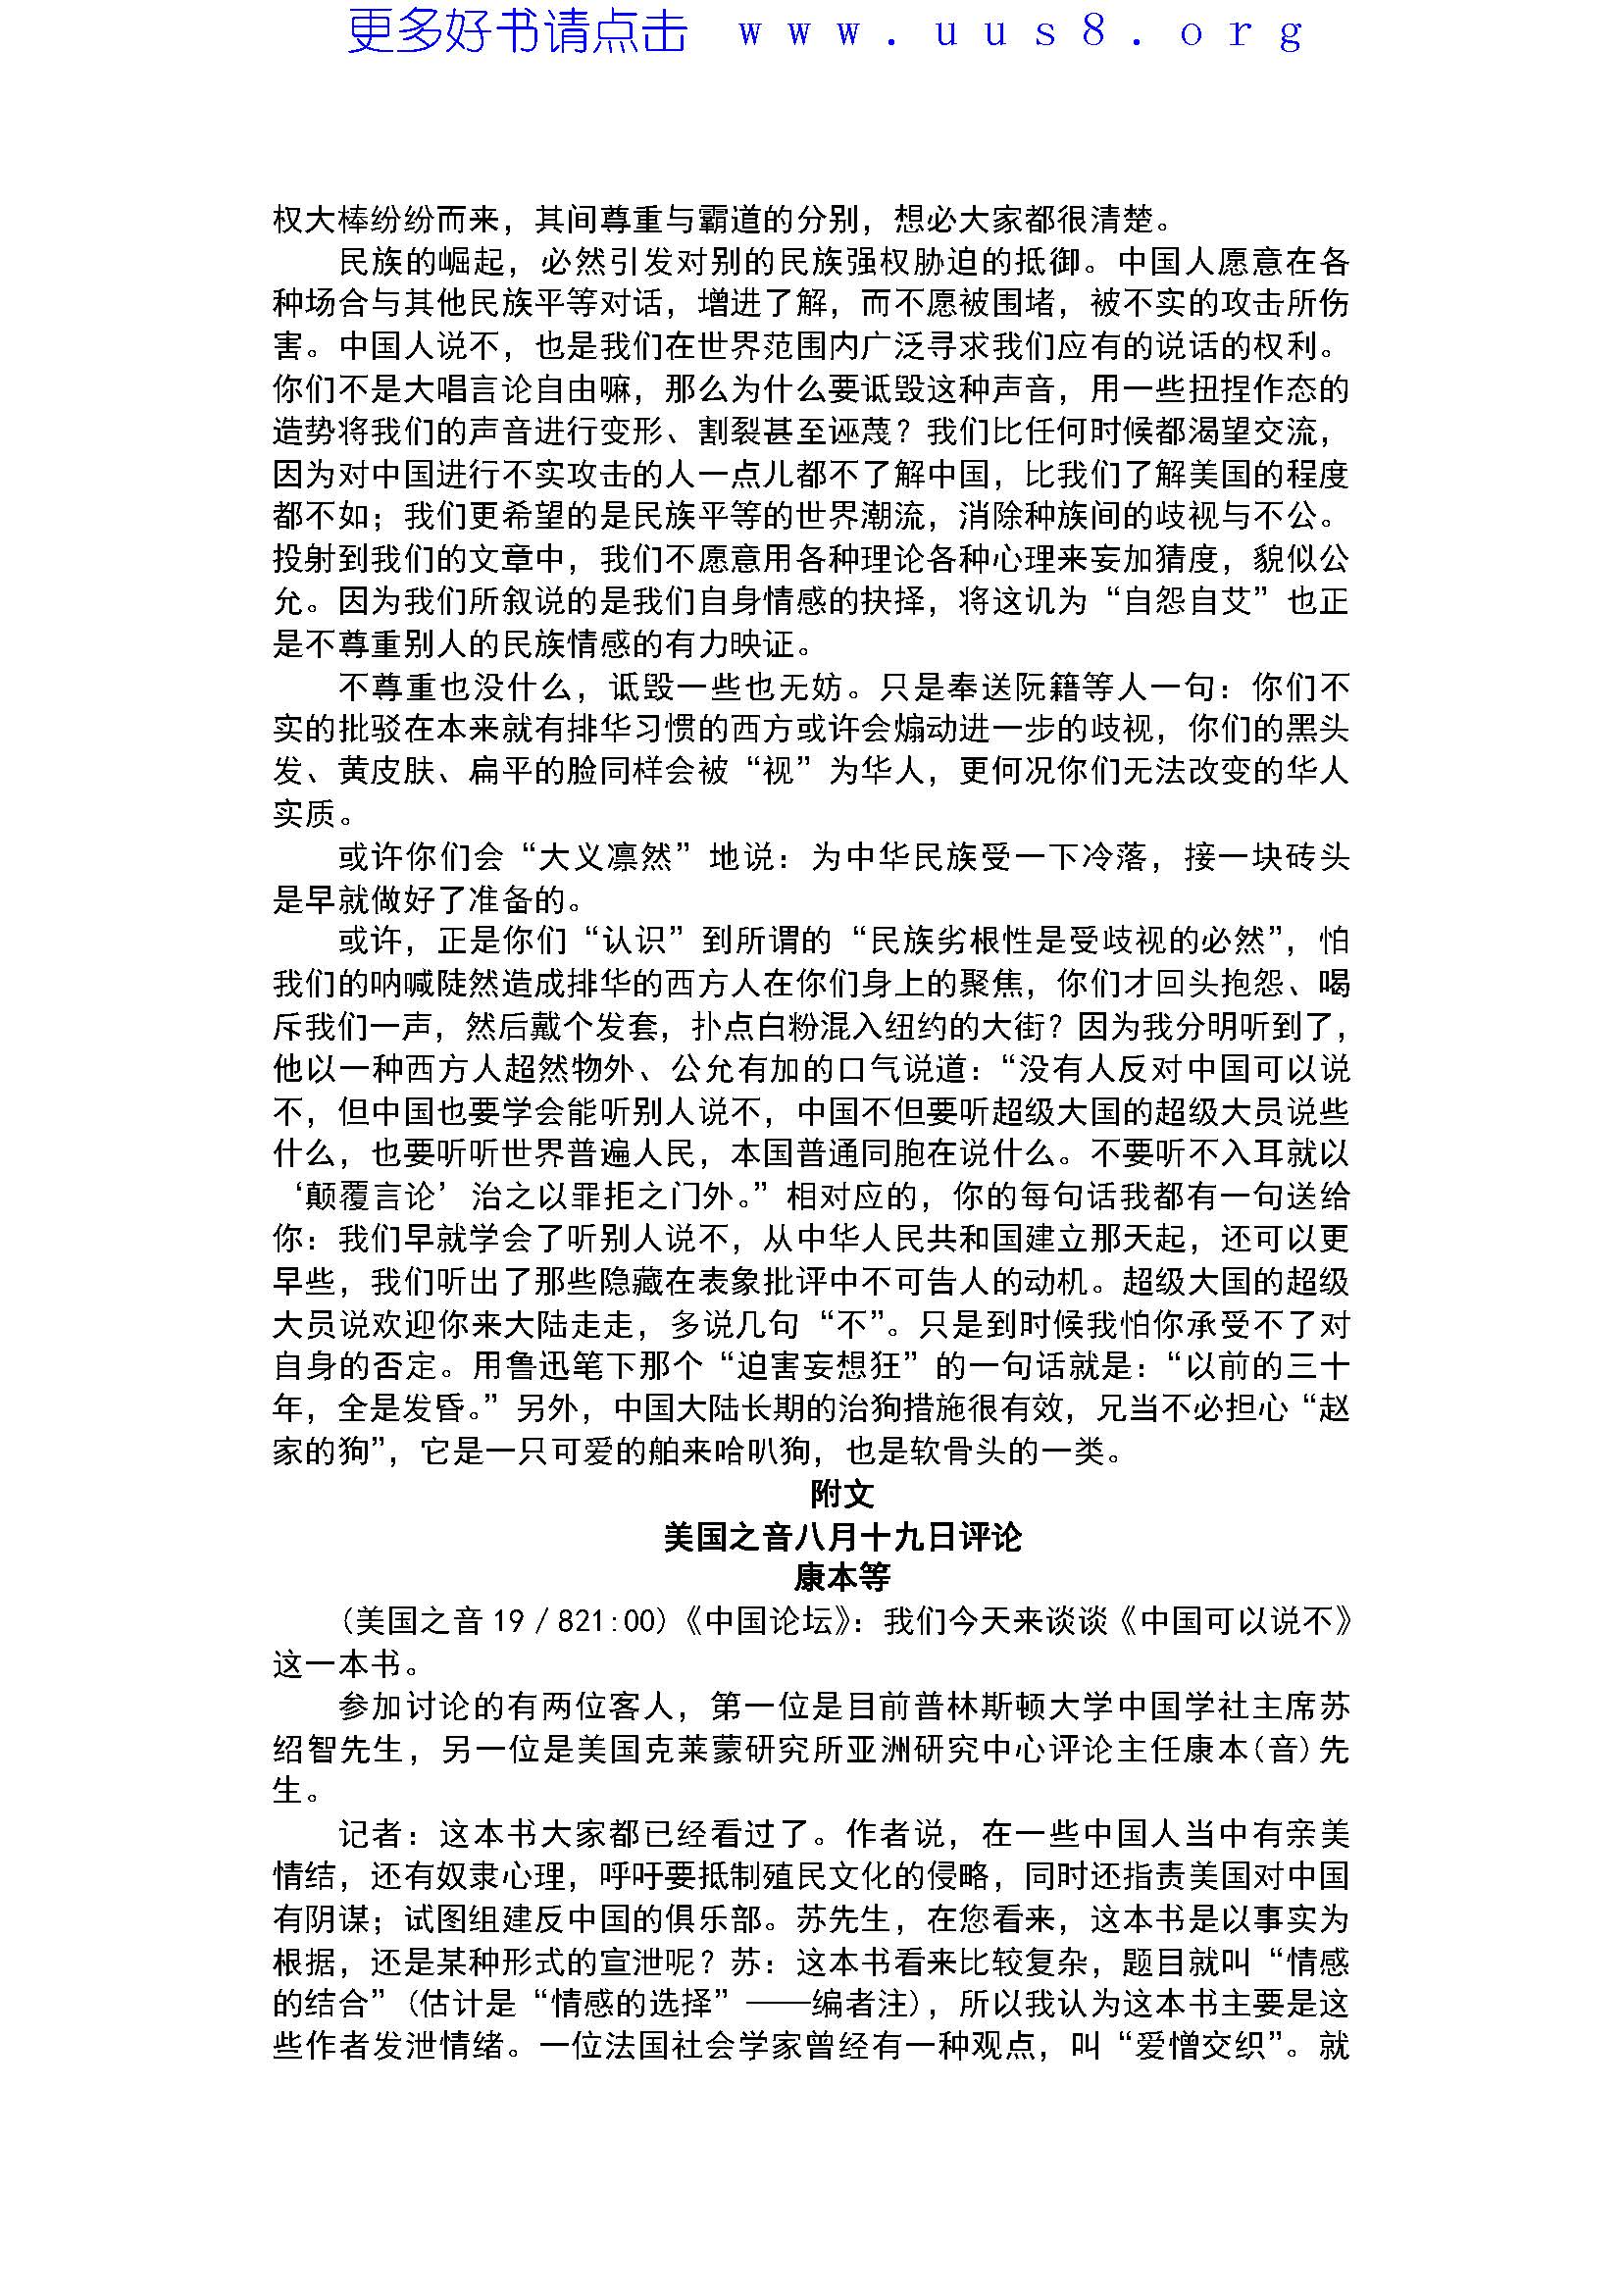 更多好书请点击 www.uus8.org
权大棒纷纷而来，其间尊重与霸道的分别，想必大家都很清楚。
民族的崛起，必然引发对别的民族强权胁迫的抵御。中国人愿意在各
种场合与其他民族平等对话，增进了解，而不愿被围堵，被不实的攻击所伤
害。中国人说不，也是我们在世界范围内广泛寻求我们应有的说话的权利。
你们不是大唱言论自由嘛，那么为什么要诋毁这种声音，用一些扭捏作态的
造势将我们的声音进行变形、割裂甚至诬蔑？我们比任何时候都渴望交流，
因为对中国进行不实攻击的人一点儿都不了解中国，比我们了解美国的程度
都不如；我们更希望的是民族平等的世界潮流，消除种族间的歧视与不公。
投射到我们的文章中，我们不愿意用各种理论各种心理来妄加猜度，貌似公
允。因为我们所叙说的是我们自身情感的抉择，将这讥为“自怨自艾”也正
是不尊重别人的民族情感的有力映证。
不尊重也没什么，诋毁一些也无妨。只是奉送阮籍等人一句：你们不
实的批驳在本来就有排华习惯的西方或许会煽动进一步的歧视，你们的黑头
发、黄皮肤、扁平的脸同样会被“视”为华人，更何况你们无法改变的华人
实质。
或许你们会“大义凛然”地说：为中华民族受一下冷落，接一块砖头
是早就做好了准备的。
或许，正是你们“认识”到所谓的“民族劣根性是受歧视的必然”，怕
我们的呐喊陡然造成排华的西方人在你们身上的聚焦，你们才回头抱怨、喝
斥我们一声，然后戴个发套，扑点白粉混入纽约的大街？因为我分明听到了，
他以一种西方人超然物外、公允有加的口气说道：“没有人反对中国可以说
不，但中国也要学会能听别人说不，中国不但要听超级大国的超级大员说些
什么，也要听听世界普遍人民，本国普通同胞在说什么。不要听不入耳就以
‘颠覆言论’治之以罪拒之门外。”相对应的，你的每句话我都有一句送给
你：我们早就学会了听别人说不，从中华人民共和国建立那天起，还可以更
早些，我们听出了那些隐藏在表象批评中不可告人的动机。超级大国的超级
大员说欢迎你来大陆走走，多说几句“不”。只是到时候我怕你承受不了对
自身的否定。用鲁迅笔下那个“迫害妄想狂”的一句话就是：“以前的三十
年，全是发昏。”另外，中国大陆长期的治狗措施很有效，兄当不必担心“赵
家的狗”，它是一只可爱的舶来哈叭狗，也是软骨头的一类。
附文
美国之音八月十九日评论
康本等
(美国之音 19／821:00)《中国论坛》：我们今天来谈谈《中国可以说不》
这一本书。
参加讨论的有两位客人，第一位是目前普林斯顿大学中国学社主席苏
绍智先生，另一位是美国克莱蒙研究所亚洲研究中心评论主任康本(音)先
生。
记者：这本书大家都已经看过了。作者说，在一些中国人当中有亲美
情结，还有奴隶心理，呼吁要抵制殖民文化的侵略，同时还指责美国对中国
有阴谋；试图组建反中国的俱乐部。苏先生，在您看来，这本书是以事实为
根据，还是某种形式的宣泄呢？苏：这本书看来比较复杂，题目就叫“情感
的结合”(估计是“情感的选择”——编者注)，所以我认为这本书主要是这
些作者发泄情绪。一位法国社会学家曾经有一种观点，叫“爱憎交织”。就